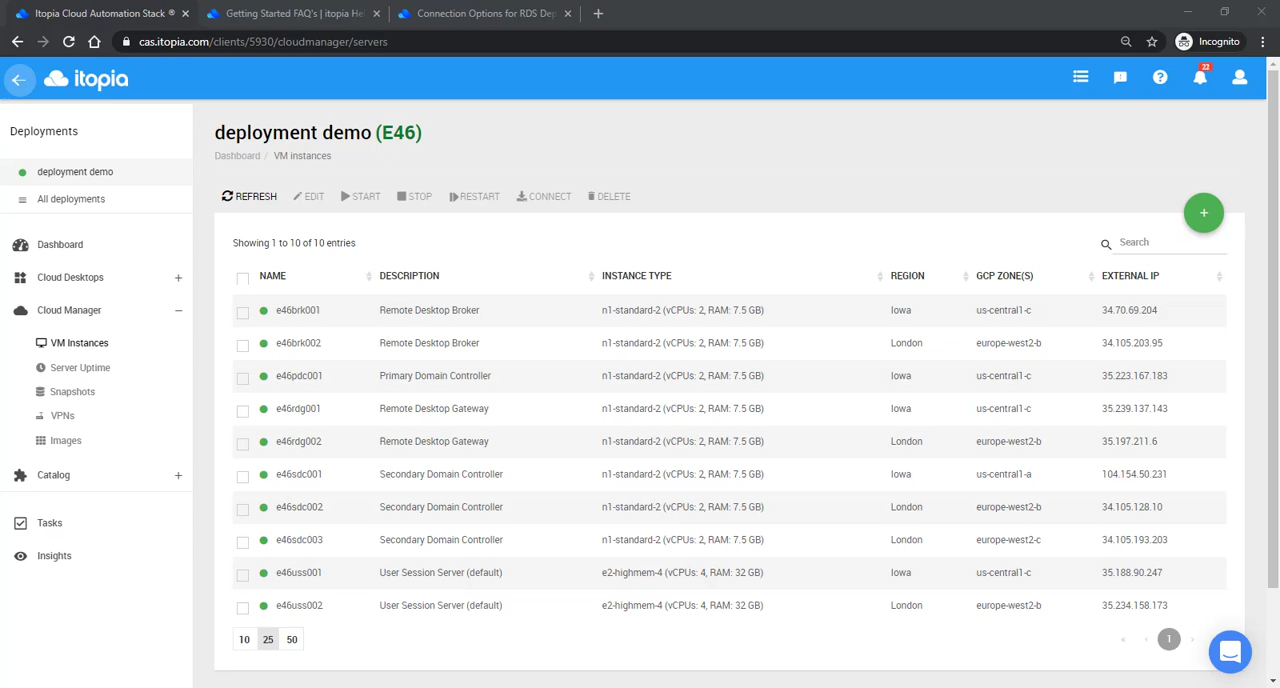 Itopia Cloud Automation Stack ®
Getting Started FAQ's | itopia He
Connection Options for RDS Dep
cas.itopia.com/clients/5930/cloudmanager/servers
Incognito
itopia
22
Deployments
deployment demo
All deployments
Dashboard
Cloud Desktops
Cloud Manager
VM Instances
Server Uptime
Snapshots
VPNs
Images
Catalog
Tasks
Insights
deployment demo (E46)
Dashboard / VM instances
REFRESH EDIT START STOP RESTART CONNECT DELETE
Showing 1 to 10 of 10 entries
Search
NAME DESCRIPTION INSTANCE TYPE REGION GCP ZONE(S) EXTERNAL IP
e46brk001 Remote Desktop Broker n1-standard-2 (vCPUs: 2, RAM: 7.5 GB) Iowa us-central1-c 34.70.69.204
e46brk002 Remote Desktop Broker n1-standard-2 (vCPUs: 2, RAM: 7.5 GB) London europe-west2-b 34.105.203.95
e46pdc001 Primary Domain Controller n1-standard-2 (vCPUs: 2, RAM: 7.5 GB) Iowa us-central1-c 35.223.167.183
e46rdg001 Remote Desktop Gateway n1-standard-2 (vCPUs: 2, RAM: 7.5 GB) Iowa us-central1-c 35.239.137.143
e46rdg002 Remote Desktop Gateway n1-standard-2 (vCPUs: 2, RAM: 7.5 GB) London europe-west2-b 35.197.211.6
e46sdc001 Secondary Domain Controller n1-standard-2 (vCPUs: 2, RAM: 7.5 GB) Iowa us-central1-a 104.154.50.231
e46sdc002 Secondary Domain Controller n1-standard-2 (vCPUs: 2, RAM: 7.5 GB) London europe-west2-b 34.105.128.10
e46sdc003 Secondary Domain Controller n1-standard-2 (vCPUs: 2, RAM: 7.5 GB) London europe-west2-c 34.105.193.203
e46uss001 User Session Server (default) e2-highmem-4 (vCPUs: 4, RAM: 32 GB) Iowa us-central1-c 35.188.90.247
e46uss002 User Session Server (default) e2-highmem-4 (vCPUs: 4, RAM: 32 GB) London europe-west2-b 35.234.158.173
10 25 50
« ‹ 1 ›